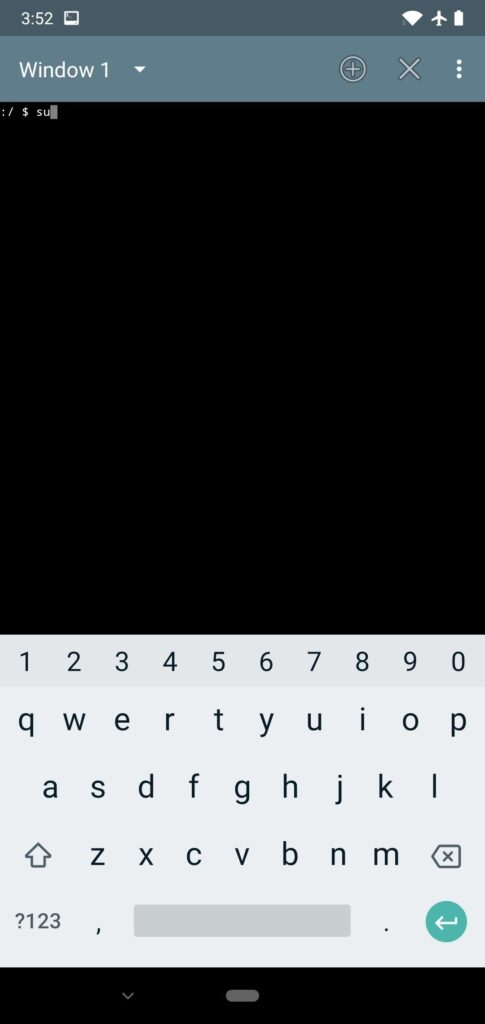 3:52
Window 1
:/ $ su
1 2 3 4 5 6 7 8 9 0
q w e r t y u i o p
a s d f g h j k l
z x c v b n m
?123 , .